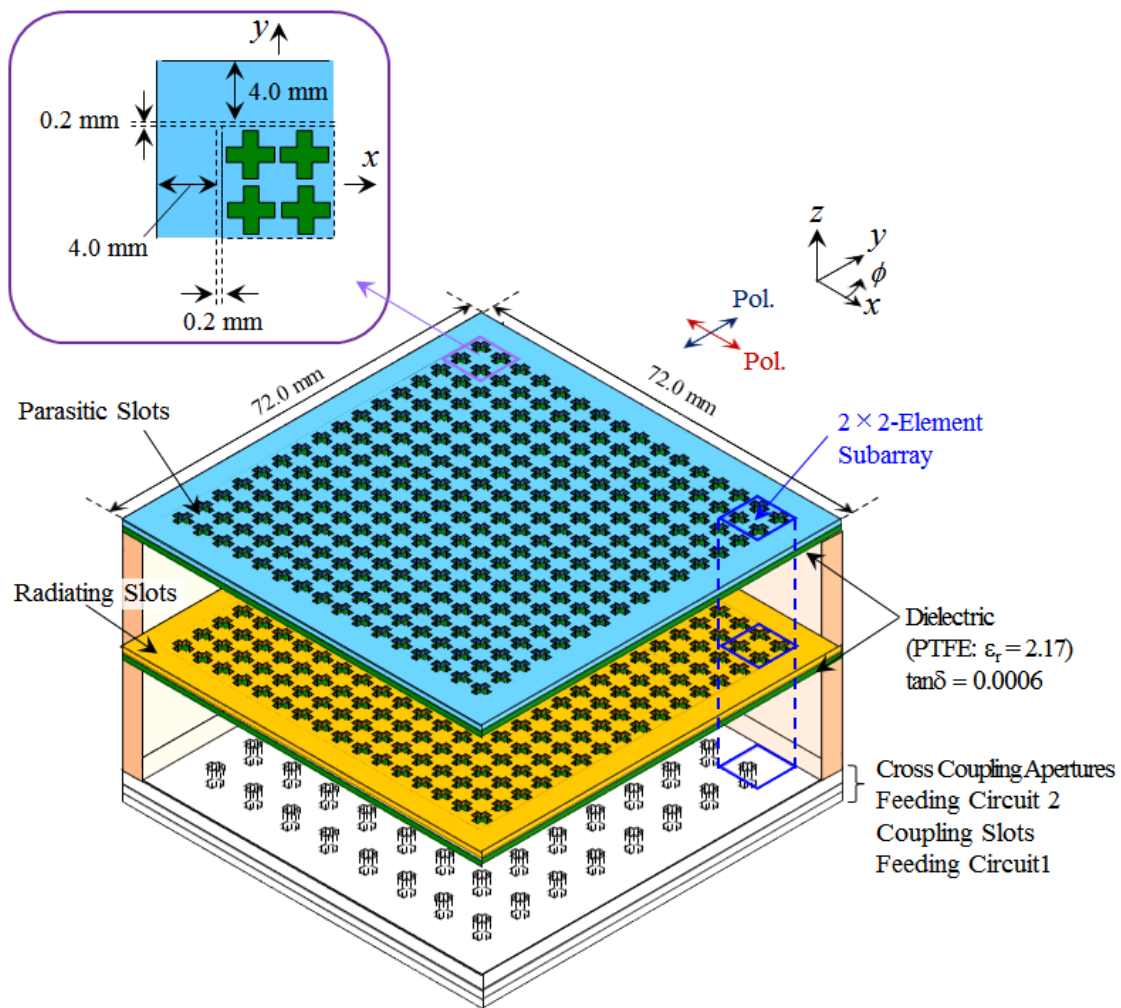 y
4.0 mm
0.2 mm
x
4.0 mm
0.2 mm
z
y
ϕ
x
Pol.
Pol.
72.0 mm
72.0 mm
Parasitic Slots
2 × 2-Element
Subarray
Radiating Slots
Dielectric
(PTFE: εr = 2.17)
tanδ = 0.0006
Cross Coupling Apertures
Feeding Circuit 2
Coupling Slots
Feeding Circuit1